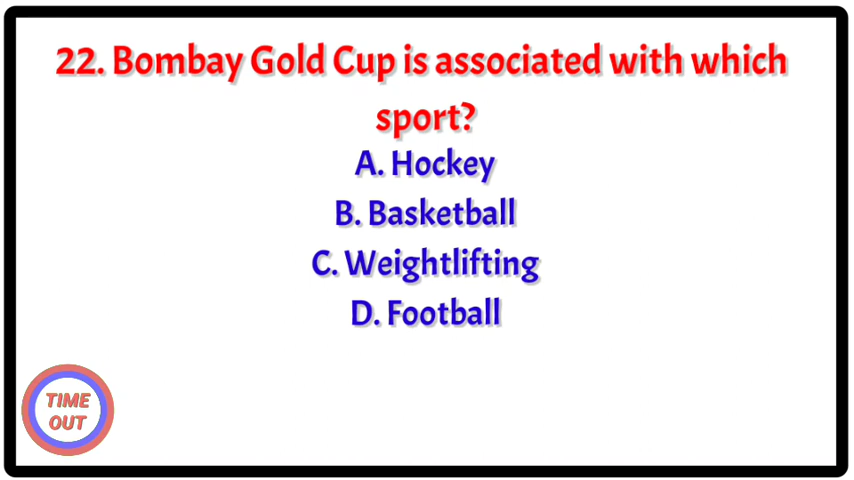 22. Bombay Gold Cup is associated with which
sport?
A. Hockey
B. Basketball
C. Weightlifting
D. Football
TIME
OUT